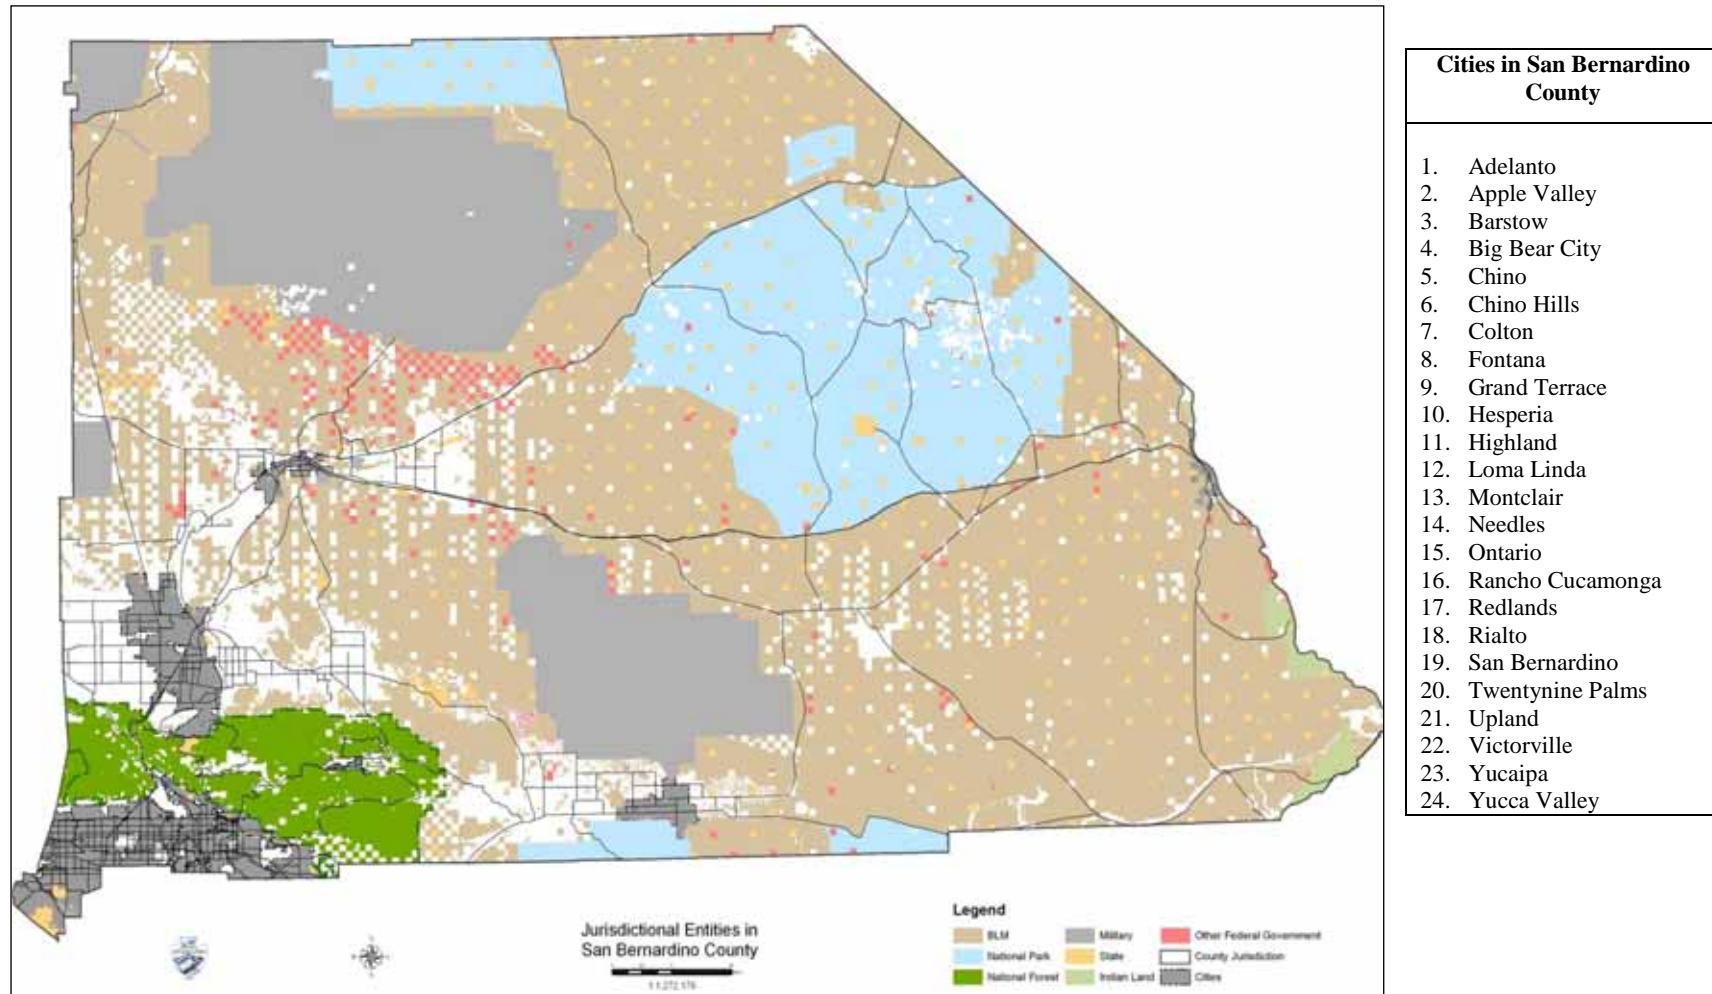 Cities in San Bernardino
County
1. Adelanto
2. Apple Valley
3. Barstow
4. Big Bear City
5. Chino
6. Chino Hills
7. Colton
8. Fontana
9. Grand Terrace
10. Hesperia
11. Highland
12. Loma Linda
13. Montclair
14. Needles
15. Ontario
16. Rancho Cucamonga
17. Redlands
18. Rialto
19. San Bernardino
20. Twentynine Palms
21. Upland
22. Victorville
23. Yucaipa
24. Yucca Valley
Jurisdictional Entities in
San Bernardino County
Legend
BLM
National Park
National Forest
Military
State
Indian Land
Other Federal Government
County Jurisdiction
Cities